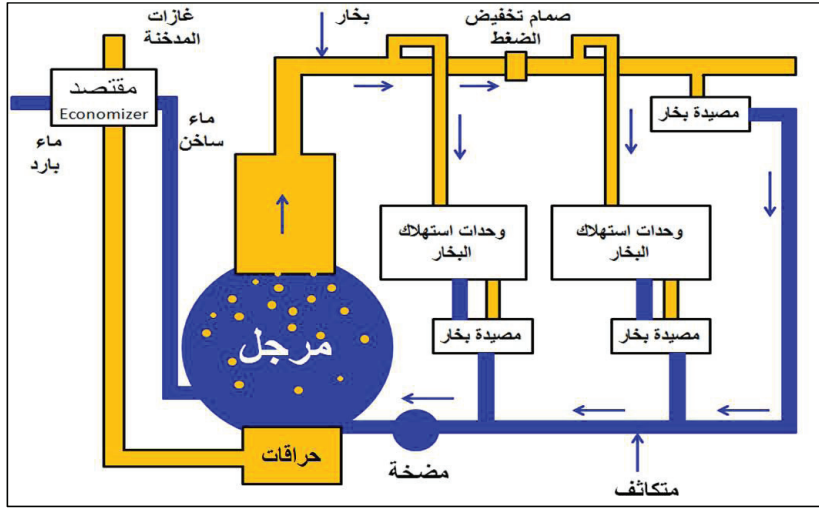 غازات
المدخنة
بخار
صمام تخفيض
الضغط
مقتصد
Economizer
ماء
بارد
ماء
ساخن
مصيدة بخار
وحدات استهلاك
البخار
وحدات استهلاك
البخار
مصيدة بخار
مصيدة بخار
مرجل
حراقات
مضخة
متكاثف